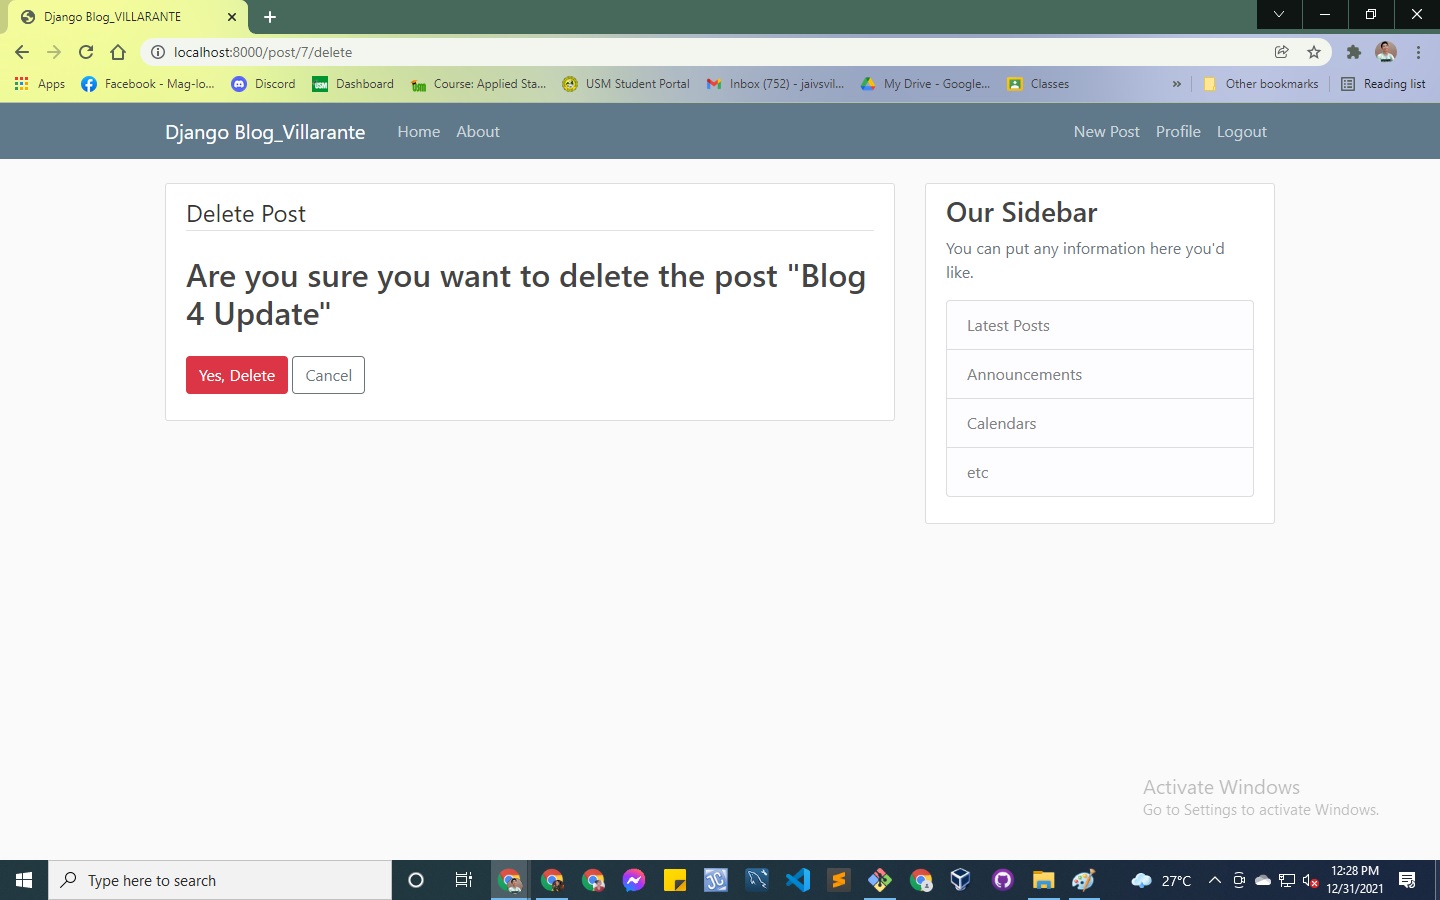 Django Blog_VILLARANTE
localhost:8000/post/7/delete
Apps
Facebook - Mag-lo...
Discord
Dashboard
Course: Applied Sta...
USM Student Portal
Inbox (752) - jaivsvil...
My Drive - Google...
Classes
»
Other bookmarks
Reading list
Django Blog_Villarante
Home
About
New Post
Profile
Logout
Delete Post
Are you sure you want to delete the post "Blog
4 Update"
Yes, Delete
Cancel
Our Sidebar
You can put any information here you'd
like.
Latest Posts
Announcements
Calendars
etc
Activate Windows
Go to Settings to activate Windows.
Type here to search
27°C
12:28 PM
12/31/2021